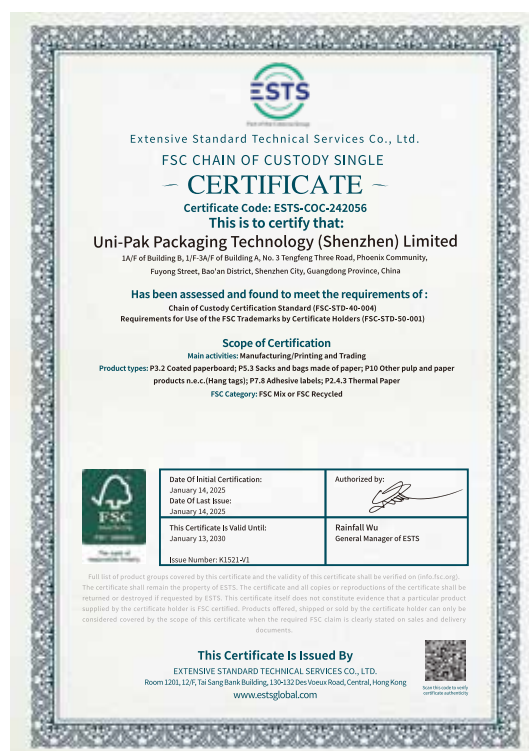 ESTS
Extensive Standard Technical Services Co., Ltd.
FSC CHAIN OF CUSTODY SINGLE
– CERTIFICATE –
Certificate Code: ESTS-COC-242056
This is to certify that:
Uni-Pak Packaging Technology (Shenzhen) Limited
1A/F of Building B, 1/F-3A/F of Building A, No. 3 Tengfeng Three Road, Phoenix Community,
Fuyong Street, Bao'an District, Shenzhen City, Guangdong Province, China
Has been assessed and found to meet the requirements of :
Chain of Custody Certification Standard (FSC-STD-40-004)
Requirements for Use of the FSC Trademarks by Certificate Holders (FSC-STD-50-001)
Scope of Certification
Main activities: Manufacturing/Printing and Trading
Product types: P3.2 Coated paperboard; P5.3 Sacks and bags made of paper; P10 Other pulp and paper
products n.e.c.(Hang tags); P7.8 Adhesive labels; P2.4.3 Thermal Paper
FSC Category: FSC Mix or FSC Recycled
FSC
The mark of
responsible forestry
Date Of Initial Certification:
January 14, 2025
Date Of Last Issue:
January 14, 2025
Authorized by:
This Certificate Is Valid Until:
January 13, 2030
Issue Number: K1521-V1
Rainfall Wu
General Manager of ESTS
Full list of product groups covered by this certificate and the validity of this certificate shall be verified on (info.fsc.org).
The certificate shall remain the property of ESTS. The certificate and all copies or reproductions of the certificate shall be
returned or destroyed if requested by ESTS. This certificate itself does not constitute evidence that a particular product
supplied by the certificate holder is FSC certified. Products offered, shipped or sold by the certificate holder can only be
considered covered by the scope of this certificate when the required FSC claim is clearly stated on sales and delivery
documents.
This Certificate Is Issued By
EXTENSIVE STANDARD TECHNICAL SERVICES CO., LTD.
Room 1201, 12/F, Tai Sang Bank Building, 130-132 Des Voeux Road, Central, Hong Kong
www.estsglobal.com
Scan this code to verify
certificate authenticity